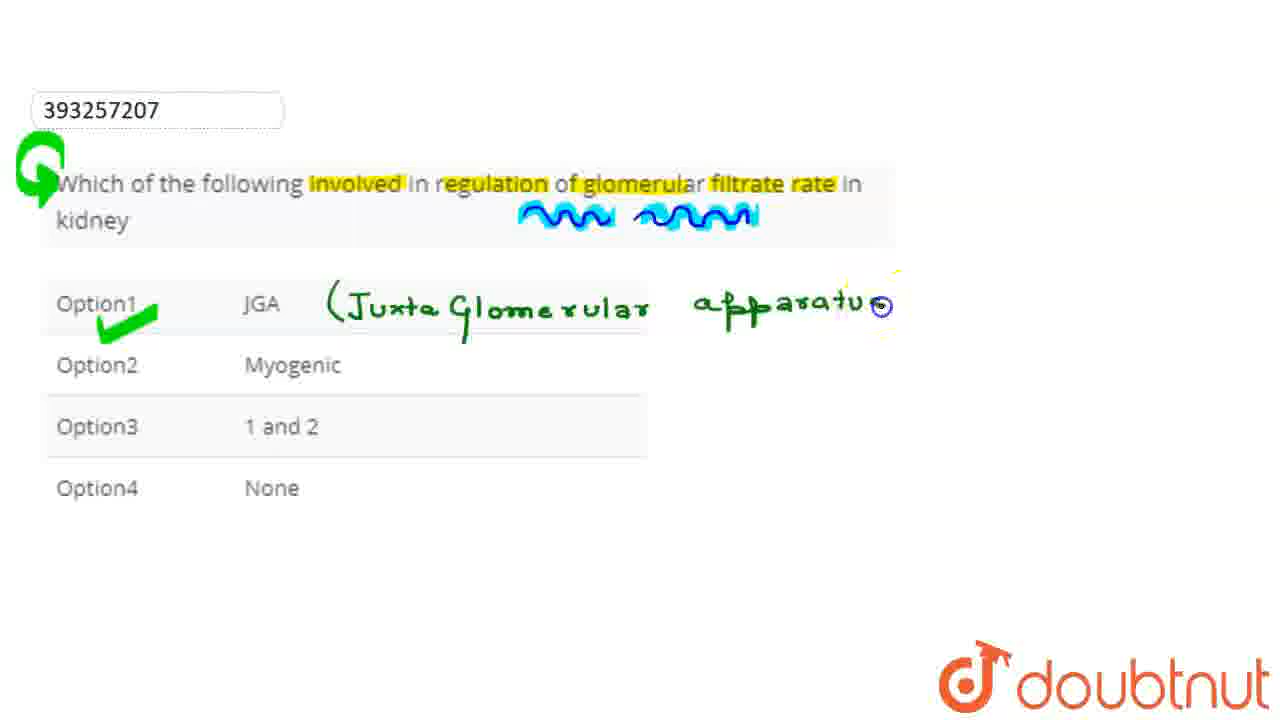 393257207
Which of the following involved in regulation of glomerular filtrate rate in
kidney
Option1 JGA (Juxta Glomerular apparatus
Option2 Myogenic
Option3 1 and 2
Option4 None
doubtnut